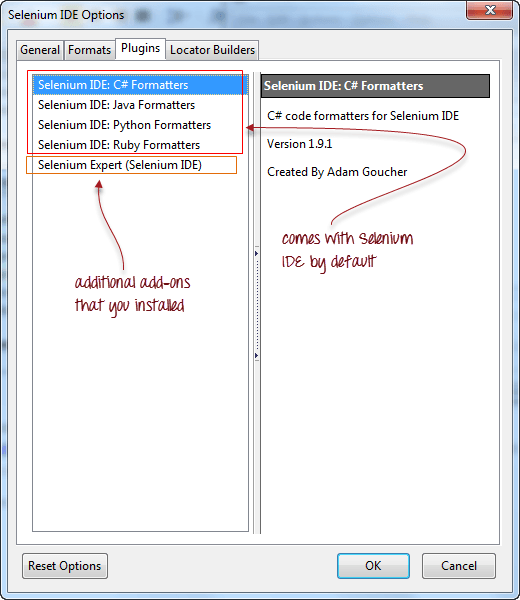 Selenium IDE Options
General
Formats
Plugins
Locator Builders
Selenium IDE: C# Formatters
Selenium IDE: Java Formatters
Selenium IDE: Python Formatters
Selenium IDE: Ruby Formatters
Selenium Expert (Selenium IDE)
additional add-ons
that you installed
Selenium IDE: C# Formatters
C# code formatters for Selenium IDE
Version 1.9.1
Created By Adam Goucher
comes with Selenium
IDE by default
Reset Options
OK
Cancel